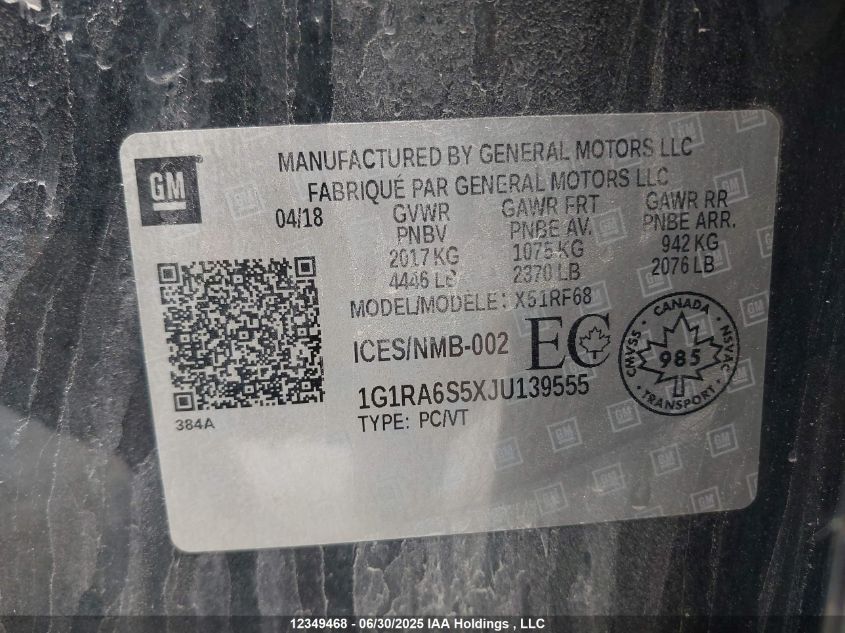 MANUFACTURED BY GENERAL MOTORS LLC
FABRIQUÉ PAR GENERAL MOTORS LLC
GM
04/18 GVWR GAWR FRT GAWR RR
PNBV PNBE AV. PNBE ARR.
2017 KG 1075 KG 942 KG
4446 LB 2370 LB 2076 LB
MODEL/MODELE: X51RF68
ICES/NMB-002 EC
CANADA
CMVSS 985 NSVAC
TRANSPORT
1G1RA6S5XJU139555
384A TYPE: PC/VT
12349468 - 06/30/2025 IAA Holdings , LLC